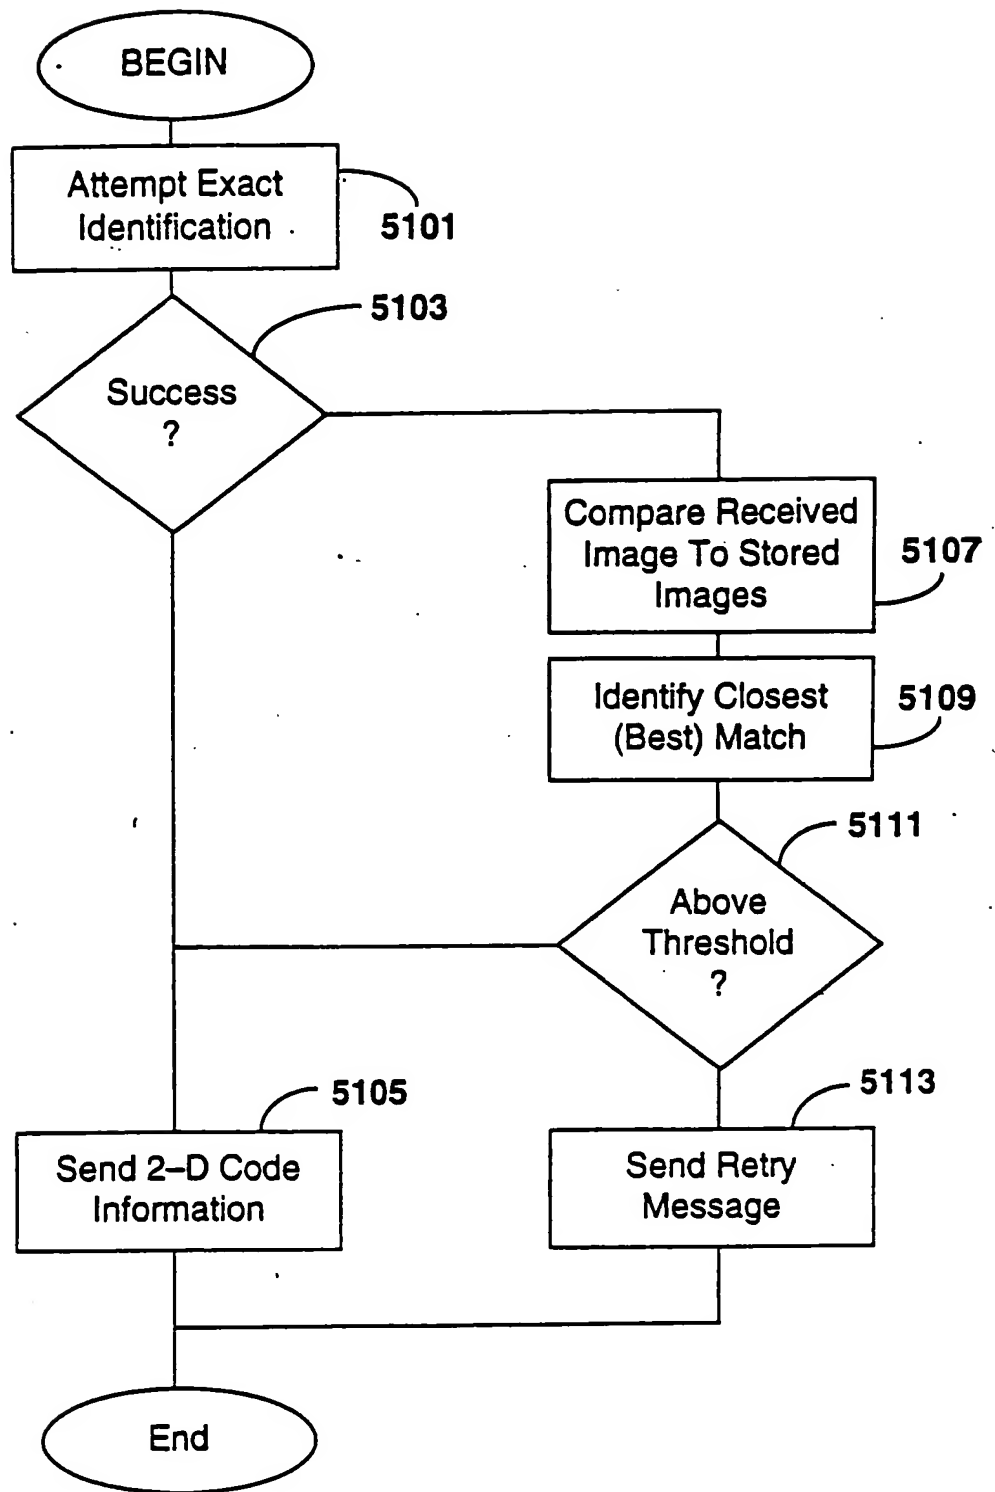 BEGIN
Attempt Exact
Identification
5101
5103
Success
?
Compare Received
Image To Stored
Images
5107
Identify Closest
(Best) Match
5109
5111
Above
Threshold
?
5105
Send 2-D Code
Information
5113
Send Retry
Message
End